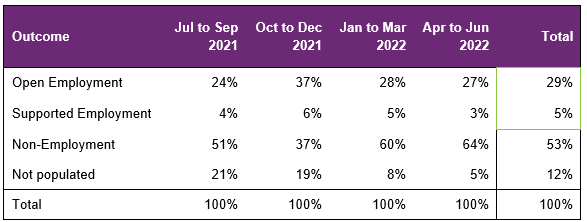 Outcome Jul to Sep 2021 Oct to Dec 2021 Jan to Mar 2022 Apr to Jun 2022 Total
Open Employment 24% 37% 28% 27% 29%
Supported Employment 4% 6% 5% 3% 5%
Non-Employment 51% 37% 60% 64% 53%
Not populated 21% 19% 8% 5% 12%
Total 100% 100% 100% 100% 100%